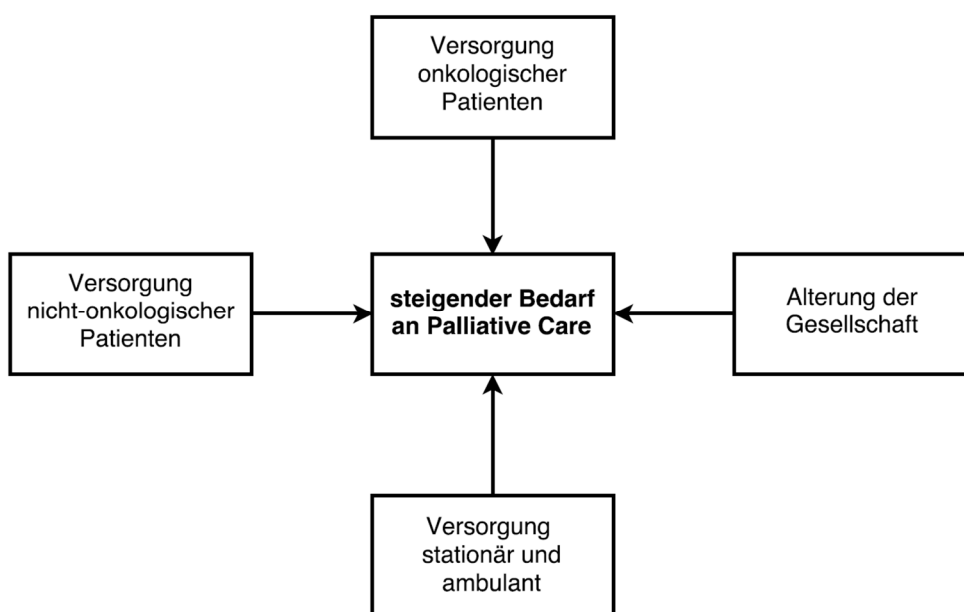 Versorgung
onkologischer
Patienten
Versorgung
nicht-onkologischer
Patienten
steigender Bedarf
an Palliative Care
Alterung der
Gesellschaft
Versorgung
stationär und
ambulant